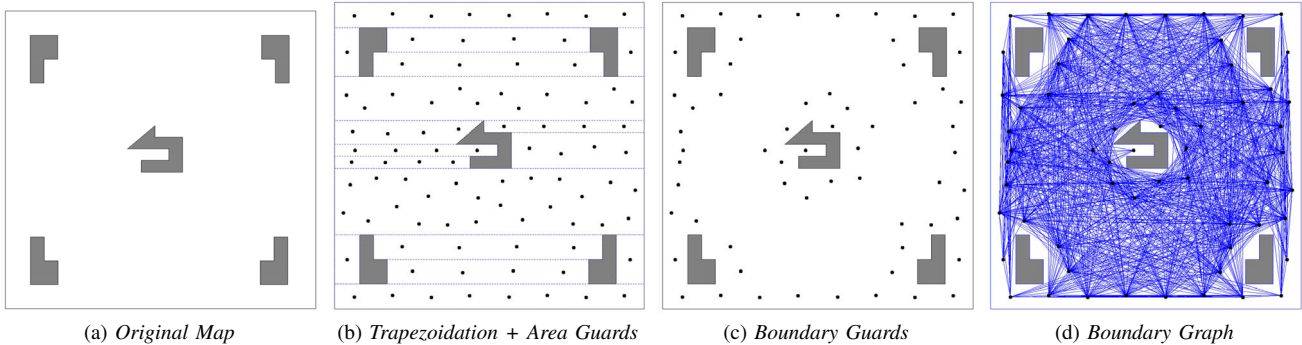 (a) Original Map
(b) Trapezoidation + Area Guards
(c) Boundary Guards
(d) Boundary Graph